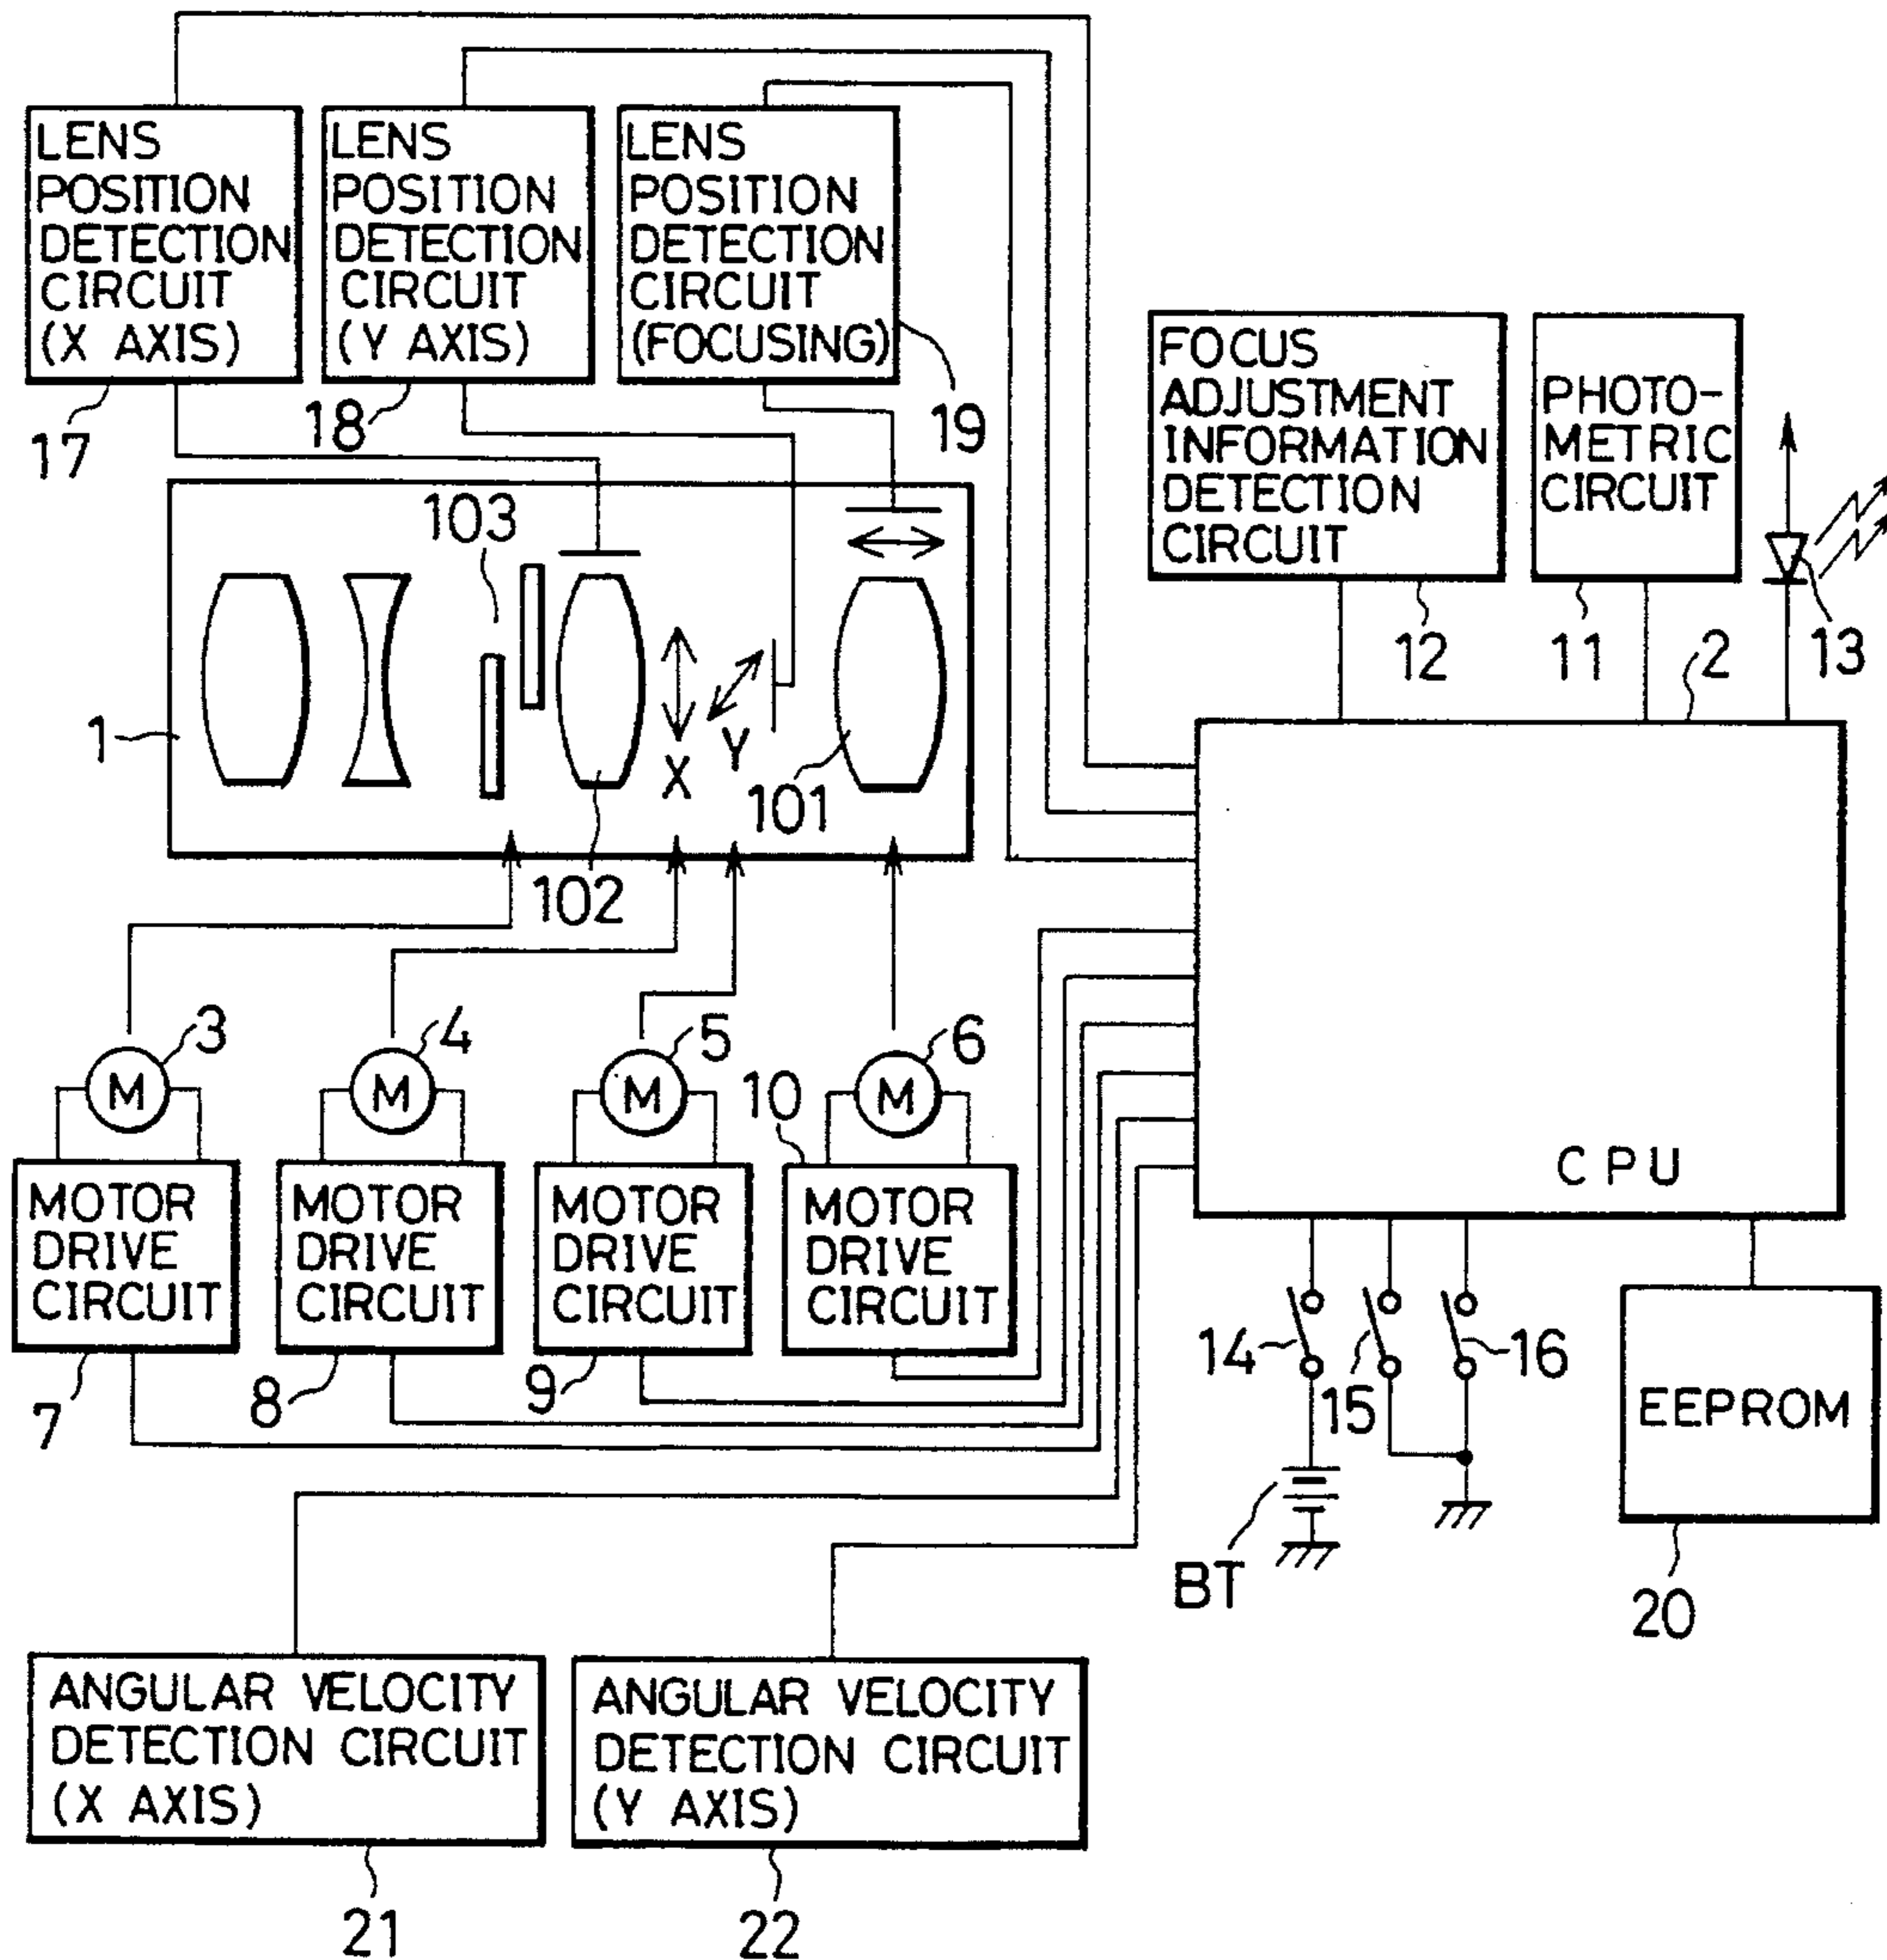 LENS
POSITION
DETECTION
CIRCUIT
(X AXIS)
17
LENS
POSITION
DETECTION
CIRCUIT
(Y AXIS)
18
LENS
POSITION
DETECTION
CIRCUIT
(FOCUSING)
19
FOCUS
ADJUSTMENT
INFORMATION
DETECTION
CIRCUIT
12
PHOTO-
METRIC
CIRCUIT
11
2
13
103
1
X
Y
101
102
3
M
4
M
5
M
6
M
10
MOTOR
DRIVE
CIRCUIT
7
MOTOR
DRIVE
CIRCUIT
8
MOTOR
DRIVE
CIRCUIT
9
MOTOR
DRIVE
CIRCUIT
CPU
14
15
16
BT
EEPROM
20
ANGULAR VELOCITY
DETECTION CIRCUIT
(X AXIS)
21
ANGULAR VELOCITY
DETECTION CIRCUIT
(Y AXIS)
22